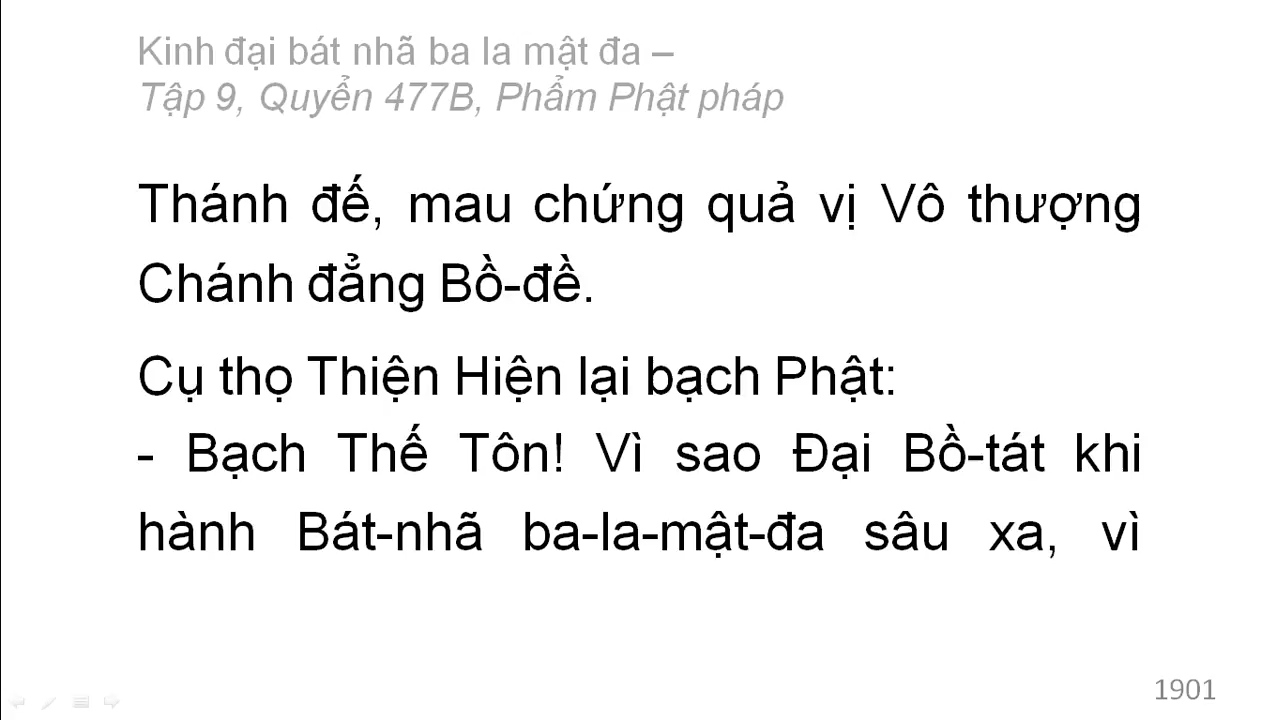 Kinh đại bát nhã ba la mật đa –
Tập 9, Quyển 477B, Phẩm Phật pháp
Thánh đế, mau chứng quả vị Vô thượng
Chánh đẳng Bồ-đề.
Cụ thọ Thiện Hiện lại bạch Phật:
- Bạch Thế Tôn! Vì sao Đại Bồ-tát khi
hành Bát-nhã ba-la-mật-đa sâu xa, vì
1901